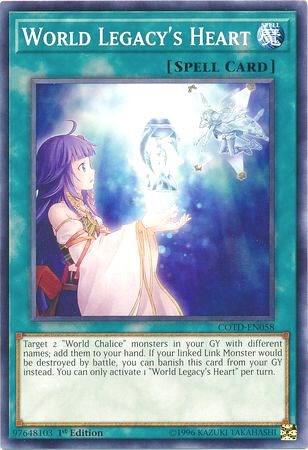 World Legacy's Heart
SPELL
[Spell Card]
COTD-EN058
Target 2 "World Chalice" monsters in your GY with different
names; add them to your hand. If your linked Link Monster would
be destroyed by battle, you can banish this card from your GY
instead. You can only activate 1 "World Legacy's Heart" per turn.
97648103 1st Edition ©1996 KAZUKI TAKAHASHI